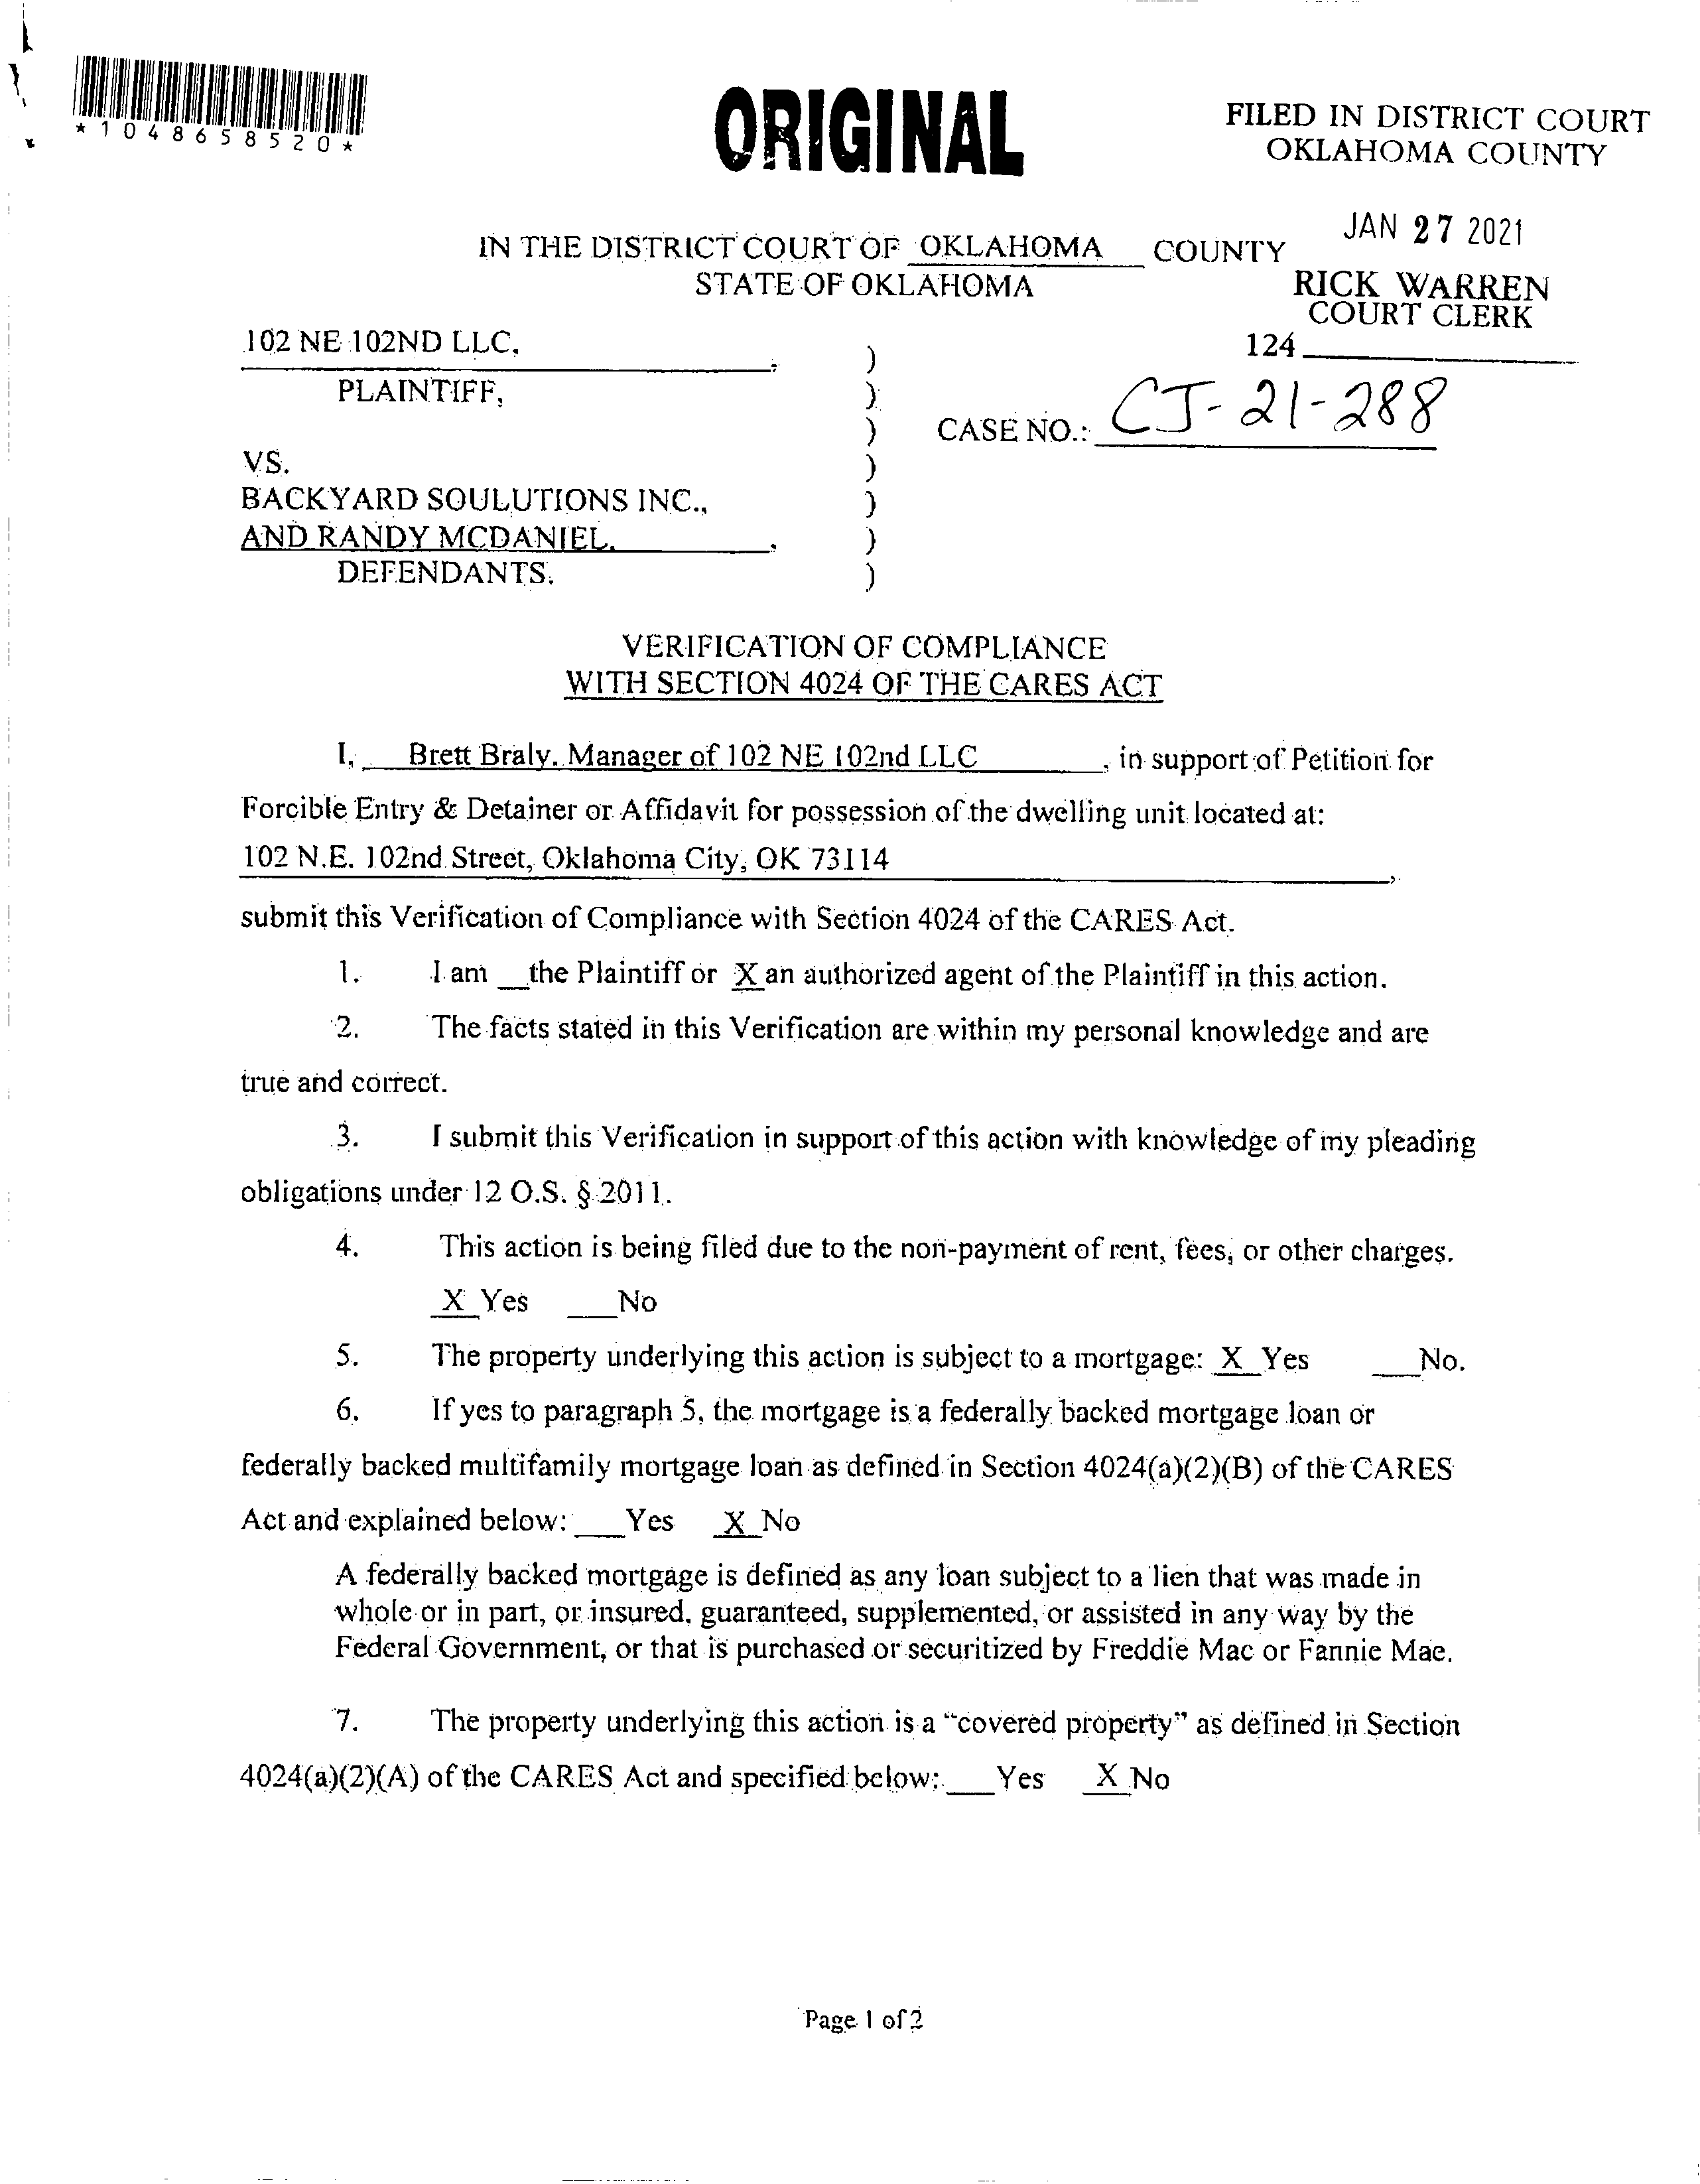 *1048658520*
ORIGINAL
FILED IN DISTRICT COURT
OKLAHOMA COUNTY
JAN 27 2021
IN THE DISTRICT COURT OF OKLAHOMA COUNTY
STATE OF OKLAHOMA
RICK WARREN
COURT CLERK
124
102 NE 102ND LLC, )
PLAINTIFF, )
) CASE NO.: CJ-21-288
VS. )
BACKYARD SOULUTIONS INC., )
AND RANDY MCDANIEL, )
DEFENDANTS. )
VERIFICATION OF COMPLIANCE
WITH SECTION 4024 OF THE CARES ACT
I, Brett Braly, Manager of 102 NE 102nd LLC, in support of Petition for
Forcible Entry & Detainer or Affidavit for possession of the dwelling unit located at:
102 N.E. 102nd Street, Oklahoma City, OK 73114,
submit this Verification of Compliance with Section 4024 of the CARES Act.
1. I am __the Plaintiff or X an authorized agent of the Plaintiff in this action.
2. The facts stated in this Verification are within my personal knowledge and are
true and correct.
3. I submit this Verification in support of this action with knowledge of my pleading
obligations under 12 O.S. § 2011.
4. This action is being filed due to the non-payment of rent, fees, or other charges.
X Yes ___No
5. The property underlying this action is subject to a mortgage: X Yes ___No.
6. If yes to paragraph 5, the mortgage is a federally backed mortgage loan or
federally backed multifamily mortgage loan as defined in Section 4024(a)(2)(B) of the CARES
Act and explained below: ___Yes X No
A federally backed mortgage is defined as any loan subject to a lien that was made in
whole or in part, or insured, guaranteed, supplemented, or assisted in any way by the
Federal Government, or that is purchased or securitized by Freddie Mac or Fannie Mae.
7. The property underlying this action is a “covered property” as defined in Section
4024(a)(2)(A) of the CARES Act and specified below: ___Yes X No
Page 1 of 2